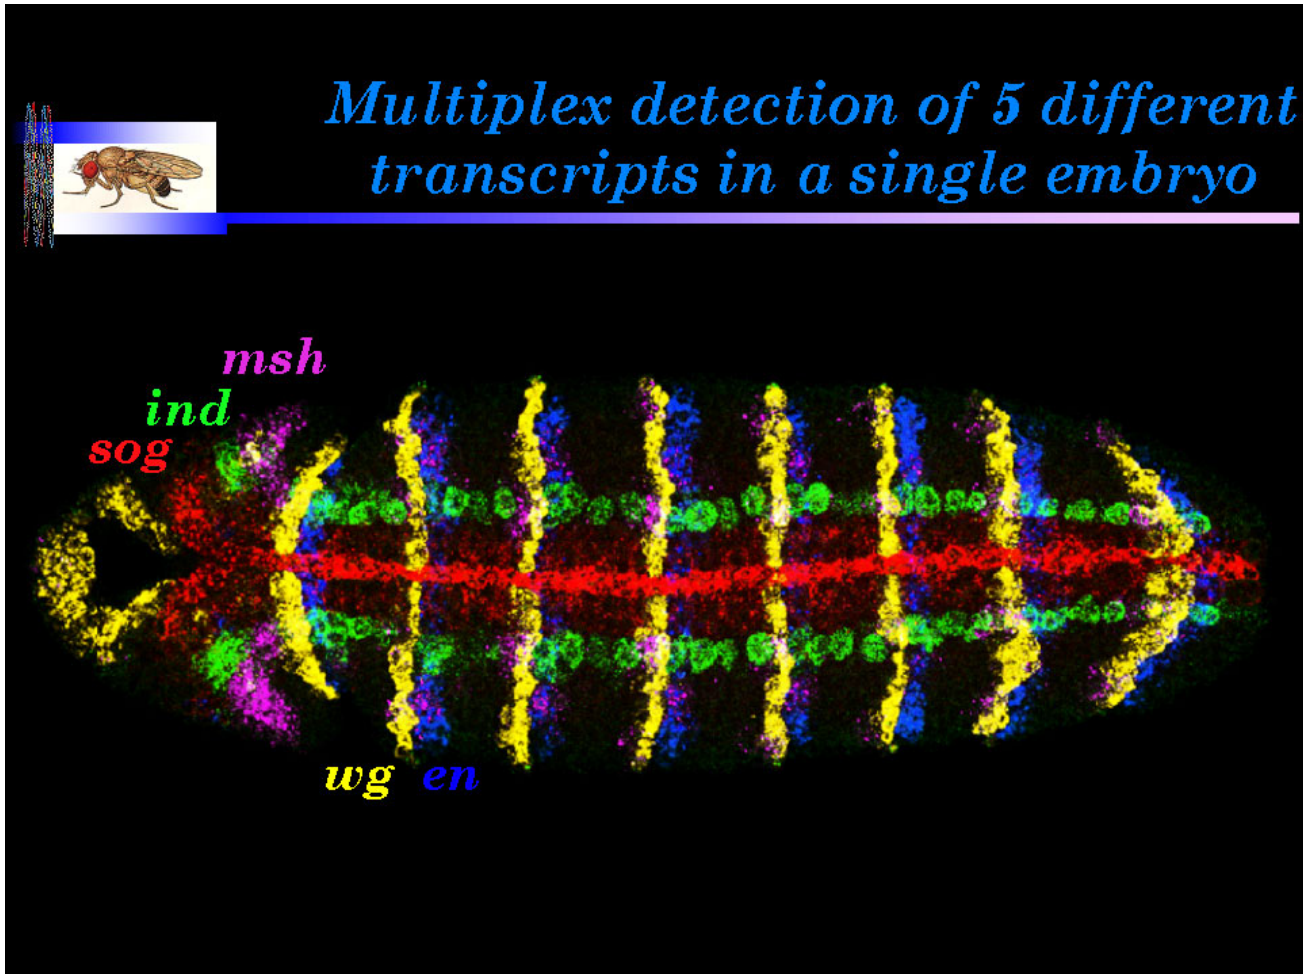 Multiplex detection of 5 different
transcripts in a single embryo
msh
ind
sog
wg en